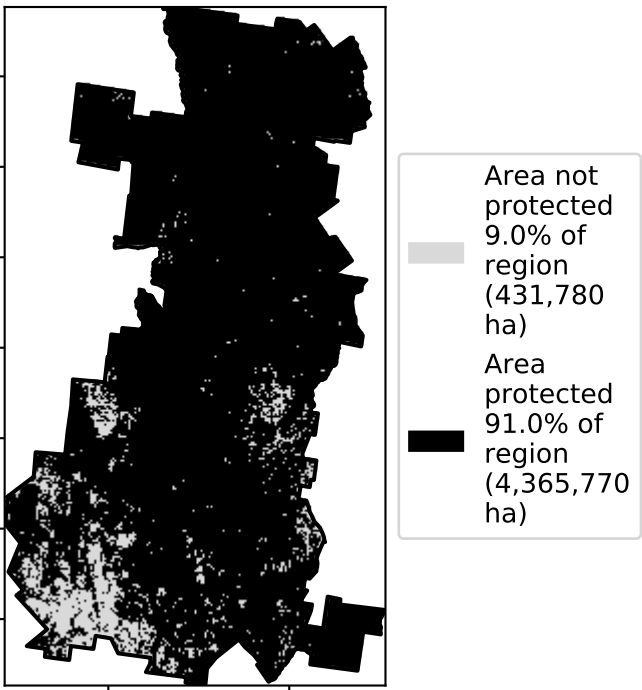 Area not
protected
9.0% of
region
(431,780
ha)
Area
protected
91.0% of
region
(4,365,770
ha)